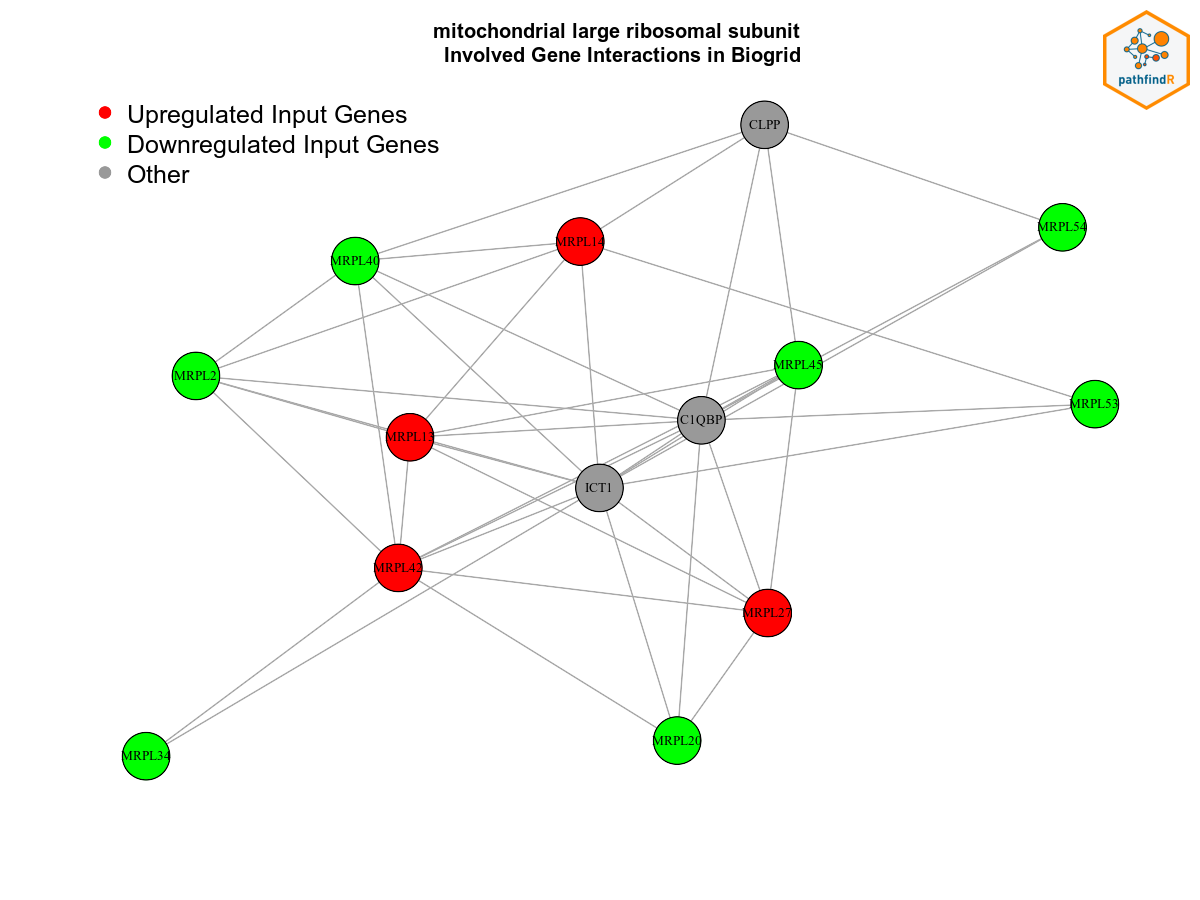 mitochondrial large ribosomal subunit
Involved Gene Interactions in Biogrid
pathfindR
Upregulated Input Genes
Downregulated Input Genes
Other
CLPP
MRPL54
MRPL14
MRPL40
MRPL45
MRPL2
MRPL53
C1QBP
MRPL13
ICT1
MRPL42
MRPL27
MRPL20
MRPL34